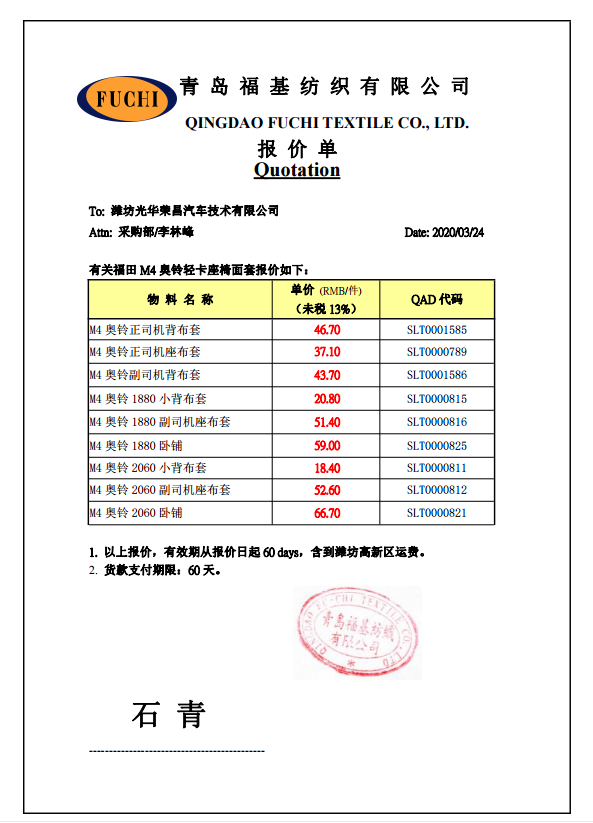 FUCHI
青岛福基纺织有限公司
QINGDAO FUCHI TEXTILE CO., LTD.
报价单
Quotation
To: 潍坊光华荣昌汽车技术有限公司
Attn: 采购部/李林峰 Date: 2020/03/24
有关福田 M4 奥铃轻卡座椅面套报价如下：
物 料 名 称 单价 (RMB/件) （未税 13%） QAD 代码
M4 奥铃正司机背布套 46.70 SLT0001585
M4 奥铃正司机座布套 37.10 SLT0000789
M4 奥铃副司机背布套 43.70 SLT0001586
M4 奥铃 1880 小背布套 20.80 SLT0000815
M4 奥铃 1880 副司机座布套 51.40 SLT0000816
M4 奥铃 1880 卧铺 59.00 SLT0000825
M4 奥铃 2060 小背布套 18.40 SLT0000811
M4 奥铃 2060 副司机座布套 52.60 SLT0000812
M4 奥铃 2060 卧铺 66.70 SLT0000821
1. 以上报价，有效期从报价日起 60 days，含到潍坊高新区运费。
2. 货款支付期限：60 天。
QINGDAO FU-CHI TEXTILE CO., LTD
青岛福基纺织
有限公司
石 青